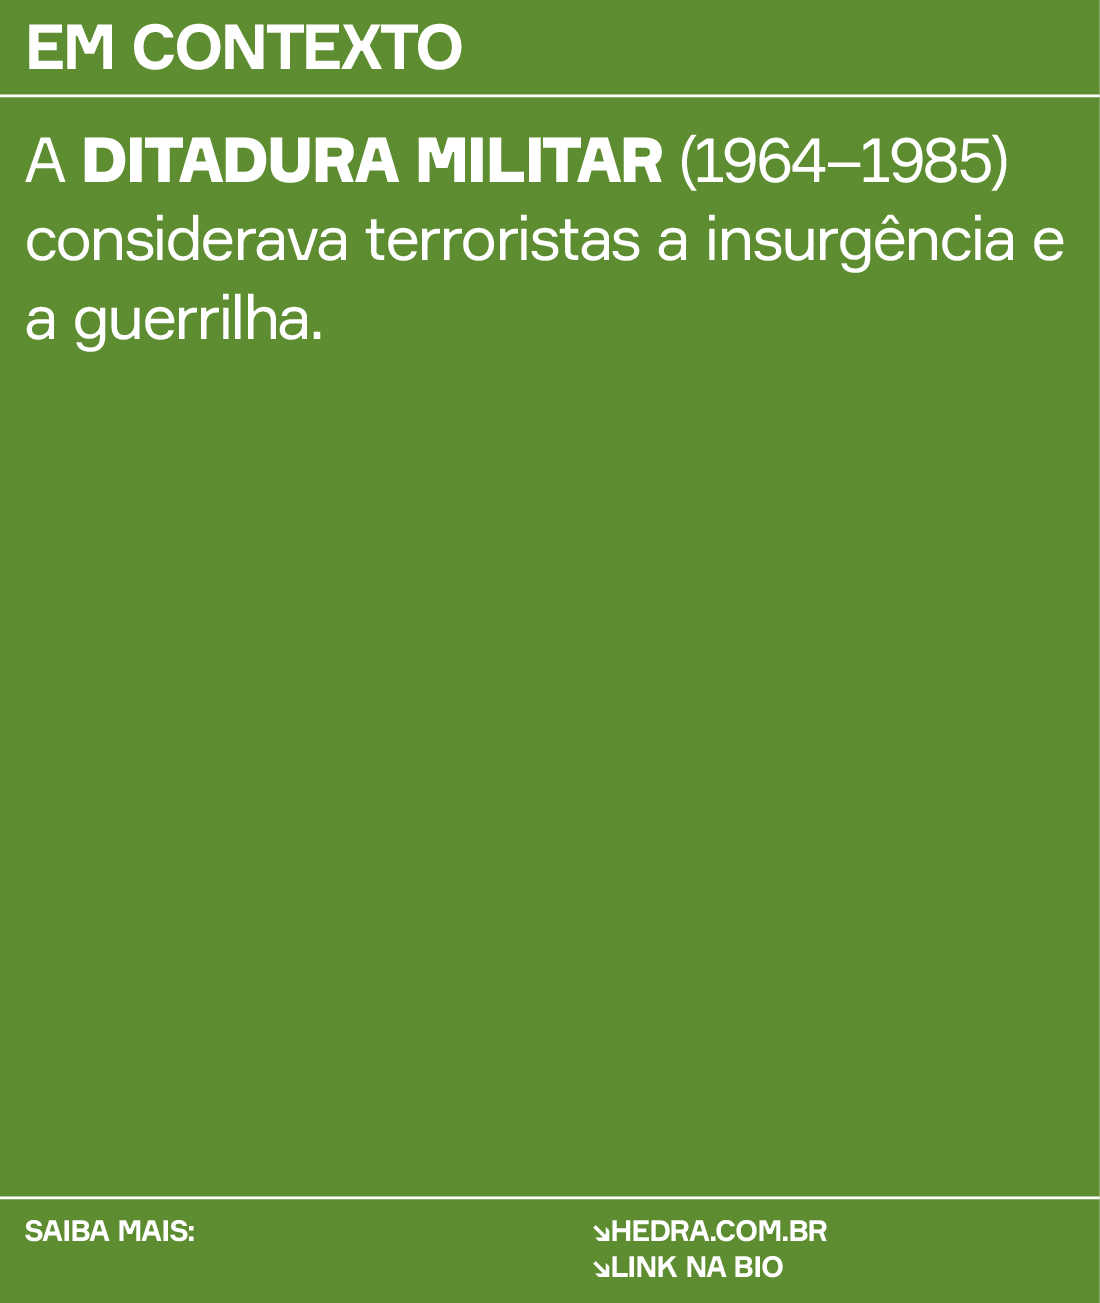 EM CONTEXTO
A DITADURA MILITAR (1964–1985)
considerava terroristas a insurgência e
a guerrilha.
SAIBA MAIS:
↘HEDRA.COM.BR
↘LINK NA BIO